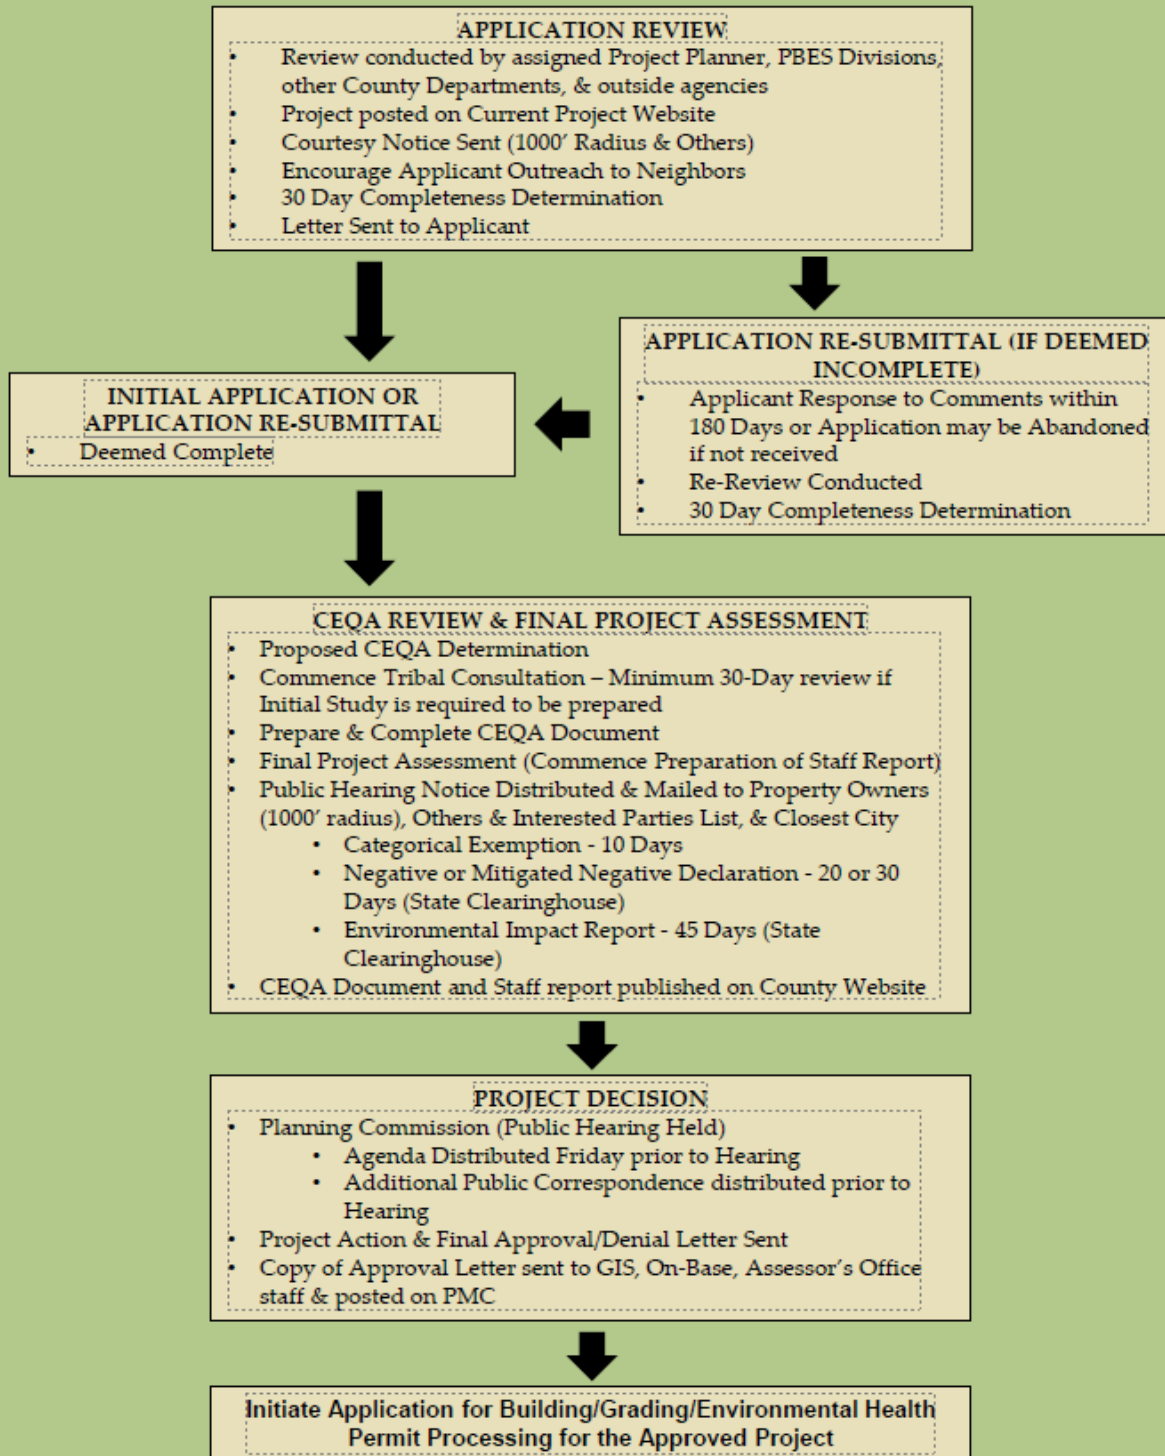 APPLICATION REVIEW
• Review conducted by assigned Project Planner, PBES Divisions,
other County Departments, & outside agencies
• Project posted on Current Project Website
• Courtesy Notice Sent (1000’ Radius & Others)
• Encourage Applicant Outreach to Neighbors
• 30 Day Completeness Determination
• Letter Sent to Applicant
APPLICATION RE-SUBMITTAL (IF DEEMED
INCOMPLETE)
• Applicant Response to Comments within
180 Days or Application may be Abandoned
if not received
• Re-Review Conducted
• 30 Day Completeness Determination
INITIAL APPLICATION OR
APPLICATION RE-SUBMITTAL
• Deemed Complete
CEQA REVIEW & FINAL PROJECT ASSESSMENT
• Proposed CEQA Determination
• Commence Tribal Consultation – Minimum 30-Day review if
Initial Study is required to be prepared
• Prepare & Complete CEQA Document
• Final Project Assessment (Commence Preparation of Staff Report)
• Public Hearing Notice Distributed & Mailed to Property Owners
(1000’ radius), Others & Interested Parties List, & Closest City
• Categorical Exemption - 10 Days
• Negative or Mitigated Negative Declaration - 20 or 30
Days (State Clearinghouse)
• Environmental Impact Report - 45 Days (State
Clearinghouse)
• CEQA Document and Staff report published on County Website
PROJECT DECISION
• Planning Commission (Public Hearing Held)
• Agenda Distributed Friday prior to Hearing
• Additional Public Correspondence distributed prior to
Hearing
• Project Action & Final Approval/Denial Letter Sent
• Copy of Approval Letter sent to GIS, On-Base, Assessor’s Office
staff & posted on PMC
Initiate Application for Building/Grading/Environmental Health
Permit Processing for the Approved Project